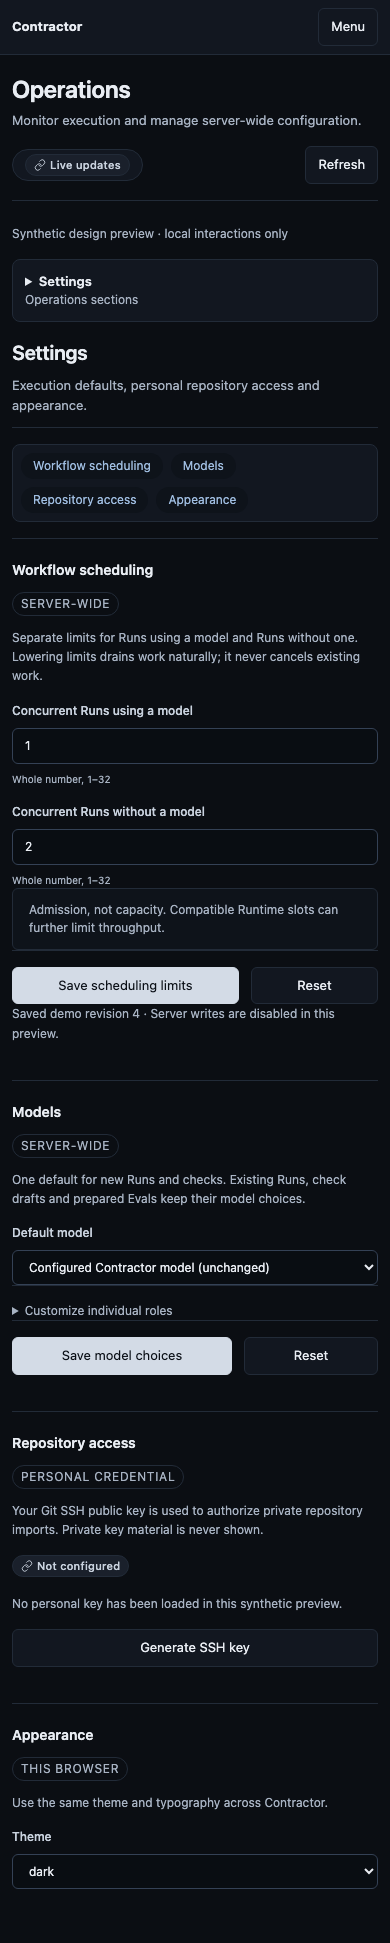 Contractor
Menu
Operations
Monitor execution and manage server-wide configuration.
Live updates
Refresh
Synthetic design preview · local interactions only
Settings
Operations sections
Settings
Execution defaults, personal repository access and
appearance.
Workflow scheduling
Models
Repository access
Appearance
Workflow scheduling
SERVER-WIDE
Separate limits for Runs using a model and Runs without one.
Lowering limits drains work naturally; it never cancels existing
work.
Concurrent Runs using a model
1
Whole number, 1–32
Concurrent Runs without a model
2
Whole number, 1–32
Admission, not capacity. Compatible Runtime slots can
further limit throughput.
Save scheduling limits
Reset
Saved demo revision 4 · Server writes are disabled in this
preview.
Models
SERVER-WIDE
One default for new Runs and checks. Existing Runs, check
drafts and prepared Evals keep their model choices.
Default model
Configured Contractor model (unchanged)
Customize individual roles
Save model choices
Reset
Repository access
PERSONAL CREDENTIAL
Your Git SSH public key is used to authorize private repository
imports. Private key material is never shown.
Not configured
No personal key has been loaded in this synthetic preview.
Generate SSH key
Appearance
THIS BROWSER
Use the same theme and typography across Contractor.
Theme
dark